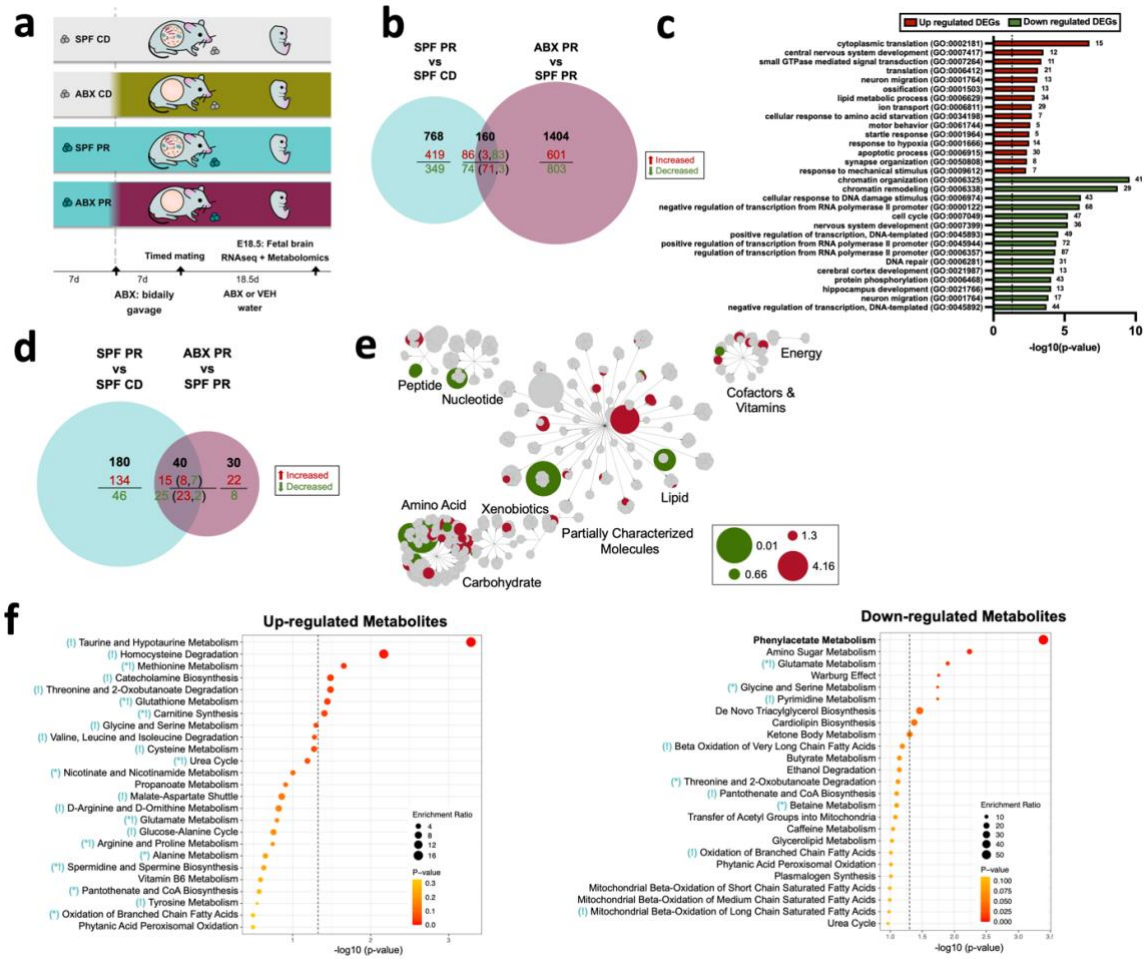 a
SPF CD
ABX CD
SPF PR
ABX PR
Timed mating
E18.5: Fetal brain
RNAseq + Metabolomics
7d
7d
18.5d
ABX: bidaily
gavage
ABX or VEH
water
b
SPF PR
vs
SPF CD
ABX PR
vs
SPF PR
768
419
349
160
86 (3,83)
74 (71,3)
1404
601
803
Increased
Decreased
c
Up regulated DEGs
Down regulated DEGs
cytoplasmic translation (GO:0002181) 15
central nervous system development (GO:0007417) 12
small GTPase mediated signal transduction (GO:0007264) 11
translation (GO:0006412) 21
neuron migration (GO:0001764) 13
ossification (GO:0001503) 13
lipid metabolic process (GO:0006629) 34
ion transport (GO:0006811) 29
cellular response to amino acid starvation (GO:0034198) 7
motor behavior (GO:0061744) 5
startle response (GO:0001964) 5
response to hypoxia (GO:0001666) 14
apoptotic process (GO:0006915) 30
synapse organization (GO:0050808) 8
response to mechanical stimulus (GO:0009612) 7
chromatin organization (GO:0006325) 41
chromatin remodeling (GO:0006338) 29
cellular response to DNA damage stimulus (GO:0006974) 43
negative regulation of transcription from RNA polymerase II promoter (GO:0000122) 68
cell cycle (GO:0007049) 47
nervous system development (GO:0007399) 36
positive regulation of transcription, DNA-templated (GO:0045893) 49
positive regulation of transcription from RNA polymerase II promoter (GO:0045944) 72
regulation of transcription from RNA polymerase II promoter (GO:0006357) 87
DNA repair (GO:0006281) 31
cerebral cortex development (GO:0021987) 13
protein phosphorylation (GO:0006468) 43
hippocampus development (GO:0021766) 13
neuron migration (GO:0001764) 17
negative regulation of transcription, DNA-templated (GO:0045892) 44
0 5 10
-log10(p-value)
d
SPF PR
vs
SPF CD
ABX PR
vs
SPF PR
180
134
46
40
15 (8,7)
25 (23,2)
30
22
8
Increased
Decreased
e
Peptide
Nucleotide
Energy
Cofactors &
Vitamins
Amino Acid
Xenobiotics
Lipid
Partially Characterized
Molecules
Carbohydrate
0.01
1.3
0.66
4.16
f
Up-regulated Metabolites
(!) Taurine and Hypotaurine Metabolism
(!) Homocysteine Degradation
(*!) Methionine Metabolism
(!) Catecholamine Biosynthesis
(!) Threonine and 2-Oxobutanoate Degradation
(*!) Glutathione Metabolism
(*!) Carnitine Synthesis
(!) Glycine and Serine Metabolism
(!) Valine, Leucine and Isoleucine Degradation
(!) Cysteine Metabolism
(*!) Urea Cycle
(*) Nicotinate and Nicotinamide Metabolism
Propanoate Metabolism
(!) Malate-Aspartate Shuttle
(!) D-Arginine and D-Ornithine Metabolism
(*!) Glutamate Metabolism
(!) Glucose-Alanine Cycle
(*!) Arginine and Proline Metabolism
(*) Alanine Metabolism
(*!) Spermidine and Spermine Biosynthesis
Vitamin B6 Metabolism
(*) Pantothenate and CoA Biosynthesis
(!) Tyrosine Metabolism
(*) Oxidation of Branched Chain Fatty Acids
Phytanic Acid Peroxisomal Oxidation
Enrichment Ratio
4
8
12
16
P-value
0.3
0.2
0.1
0.0
1 2 3
-log10 (p-value)
Down-regulated Metabolites
Phenylacetate Metabolism
Amino Sugar Metabolism
(*!) Glutamate Metabolism
Warburg Effect
(*) Glycine and Serine Metabolism
(!) Pyrimidine Metabolism
De Novo Triacylglycerol Biosynthesis
Cardiolipin Biosynthesis
Ketone Body Metabolism
(!) Beta Oxidation of Very Long Chain Fatty Acids
Butyrate Metabolism
Ethanol Degradation
(*) Threonine and 2-Oxobutanoate Degradation
(!) Pantothenate and CoA Biosynthesis
(*) Betaine Metabolism
Transfer of Acetyl Groups into Mitochondria
Caffeine Metabolism
Glycerolipid Metabolism
(!) Oxidation of Branched Chain Fatty Acids
Phytanic Acid Peroxisomal Oxidation
Plasmalogen Synthesis
Mitochondrial Beta-Oxidation of Short Chain Saturated Fatty Acids
Mitochondrial Beta-Oxidation of Medium Chain Saturated Fatty Acids
(!) Mitochondrial Beta-Oxidation of Long Chain Saturated Fatty Acids
Urea Cycle
Enrichment Ratio
10
20
30
40
50
P-value
0.100
0.075
0.050
0.025
0.000
1.0 1.5 2.0 2.5 3.0 3.5
-log10 (p-value)